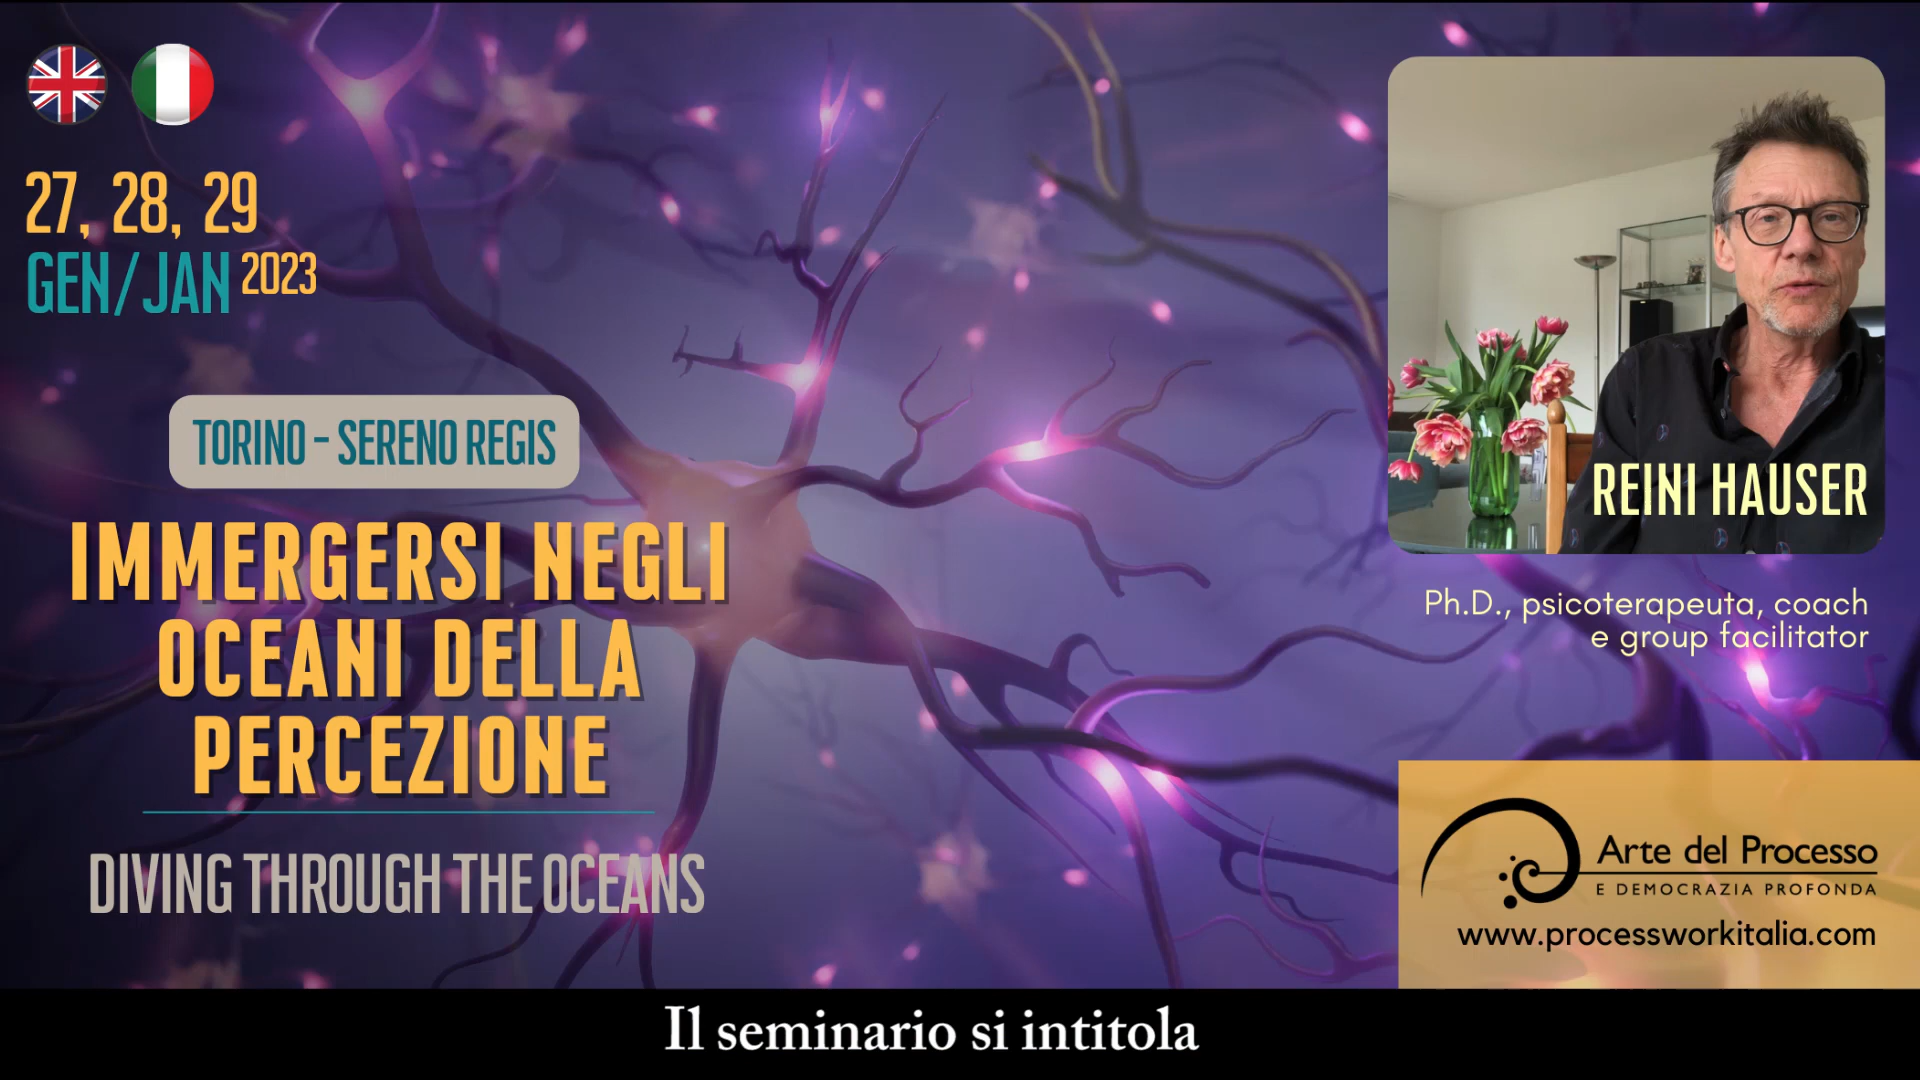 27, 28, 29
GEN/JAN 2023
TORINO - SERENO REGIS
IMMERGERSI NEGLI
OCEANI DELLA
PERCEZIONE
DIVING THROUGH THE OCEANS
REINI HAUSER
Ph.D., psicoterapeuta, coach
e group facilitator
Arte del Processo
E DEMOCRAZIA PROFONDA
www.processworkitalia.com
Il seminario si intitola